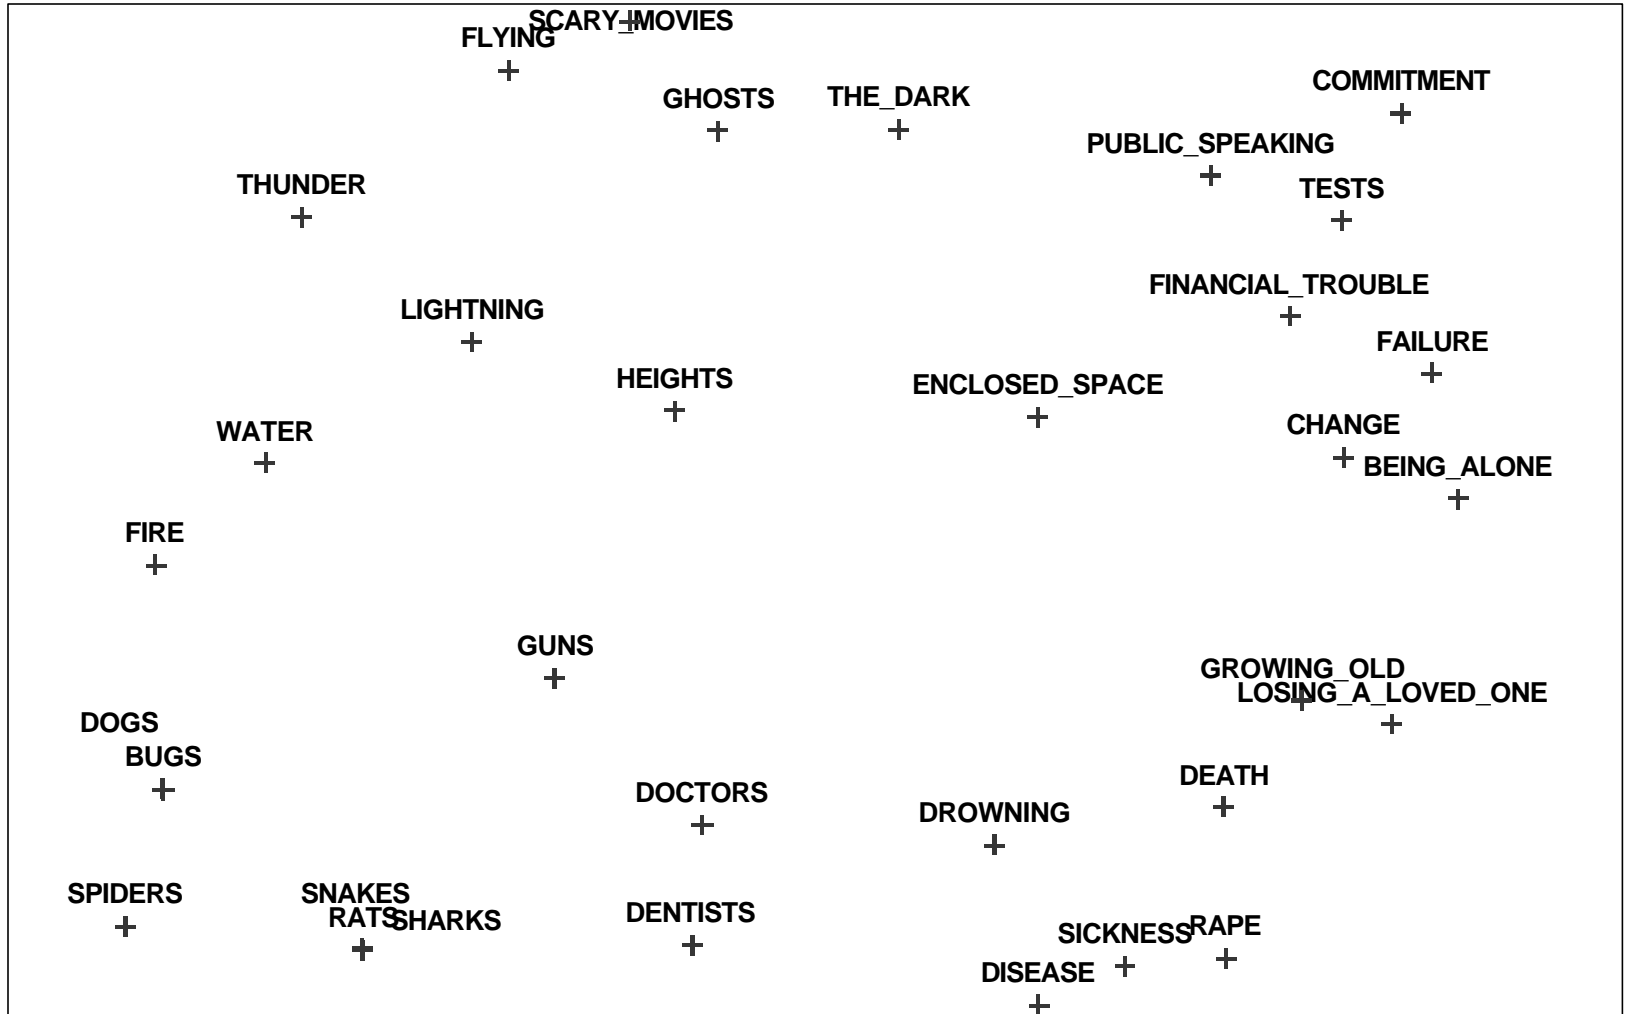 SCARY_MOVIES
FLYING
COMMITMENT
GHOSTS
THE_DARK
PUBLIC_SPEAKING
THUNDER
TESTS
FINANCIAL_TROUBLE
LIGHTNING
FAILURE
HEIGHTS
ENCLOSED_SPACE
CHANGE
WATER
BEING_ALONE
FIRE
GUNS
GROWING_OLD
LOSING_A_LOVED_ONE
DOGS
BUGS
DEATH
DOCTORS
DROWNING
SPIDERS
SNAKES
DENTISTS
RATS
SHARKS
RAPE
SICKNESS
DISEASE